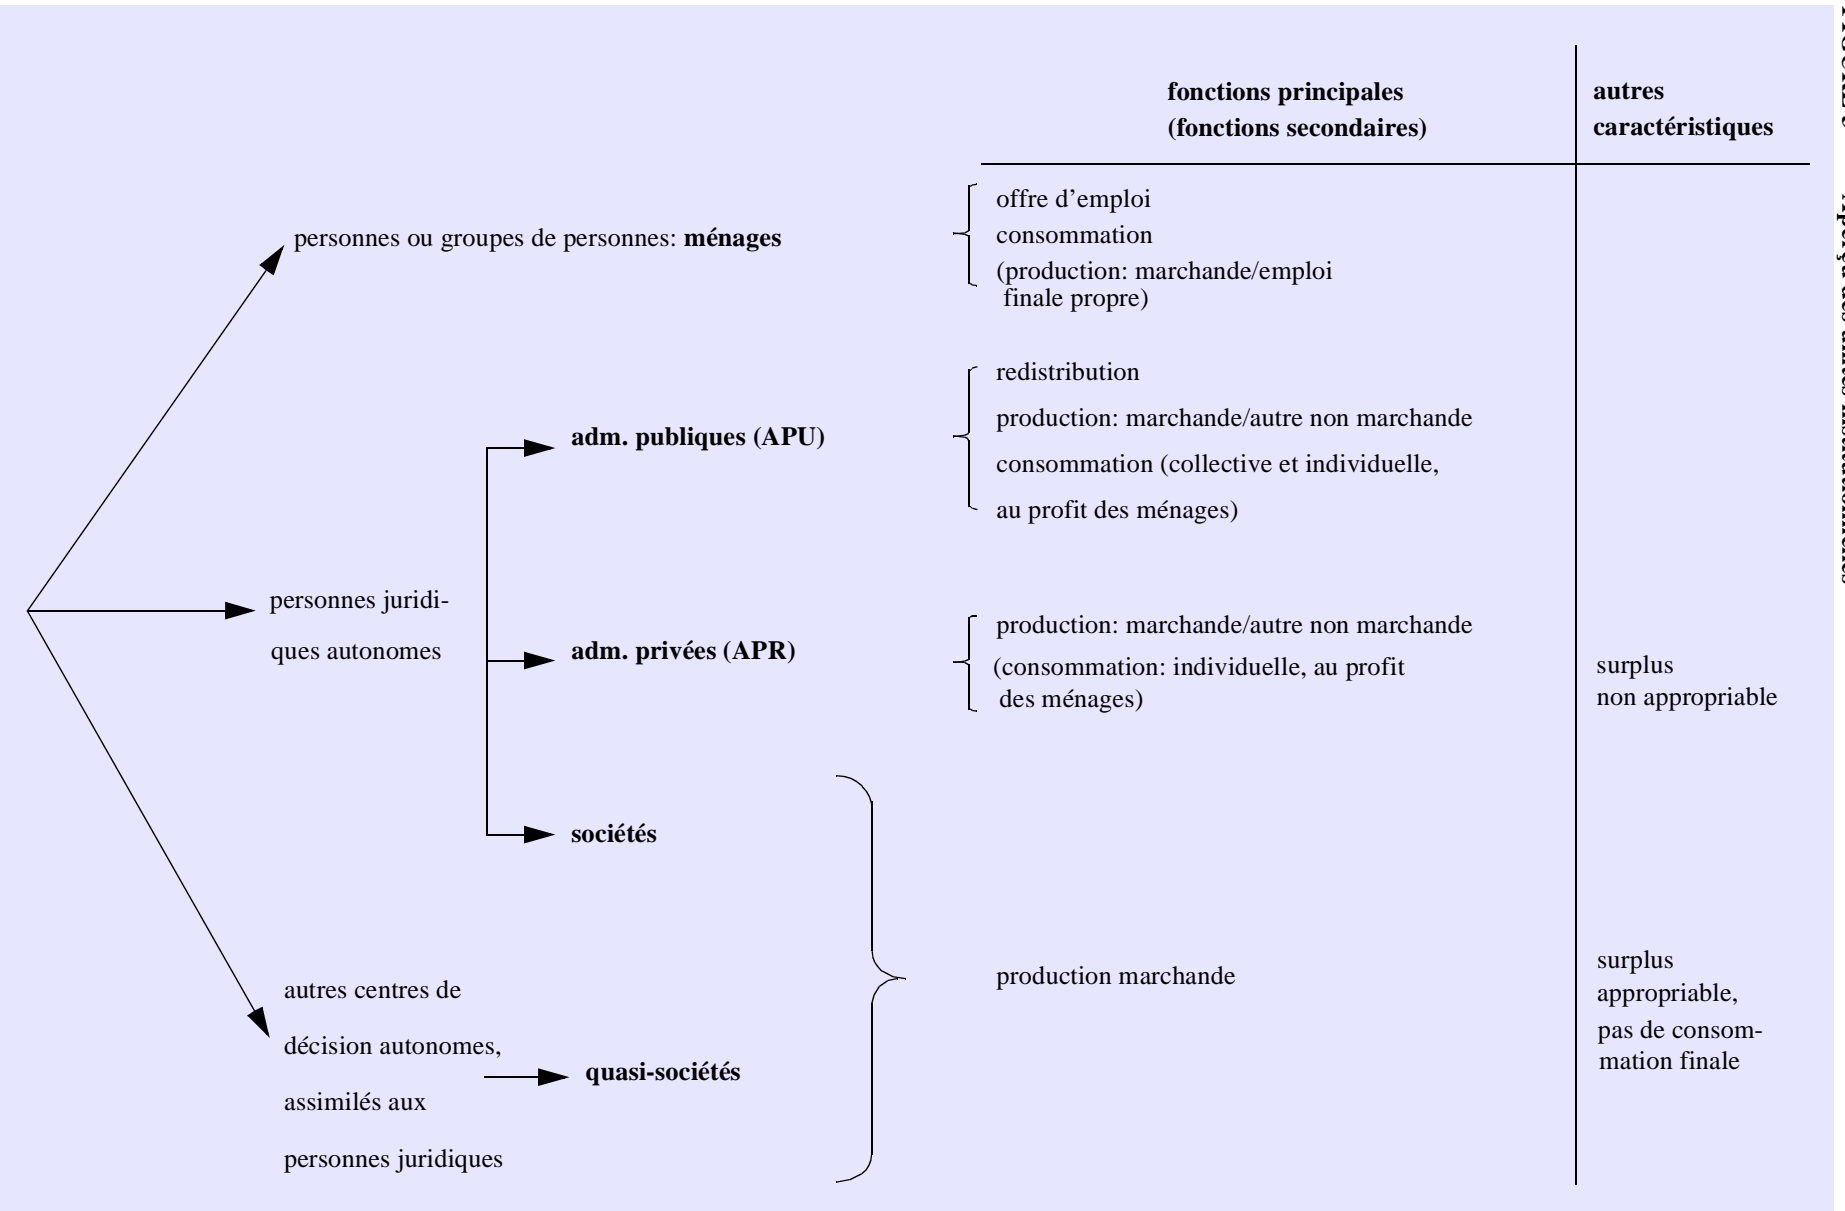 fonctions principales
(fonctions secondaires)
autres
caractéristiques
personnes ou groupes de personnes: ménages
offre d’emploi
consommation
(production: marchande/emploi
finale propre)
adm. publiques (APU)
redistribution
production: marchande/autre non marchande
consommation (collective et individuelle,
au profit des ménages)
personnes juridi-
ques autonomes
adm. privées (APR)
production: marchande/autre non marchande
(consommation: individuelle, au profit
des ménages)
surplus
non appropriable
sociétés
autres centres de
décision autonomes,
assimilés aux
personnes juridiques
quasi-sociétés
production marchande
surplus
appropriable,
pas de consom-
mation finale